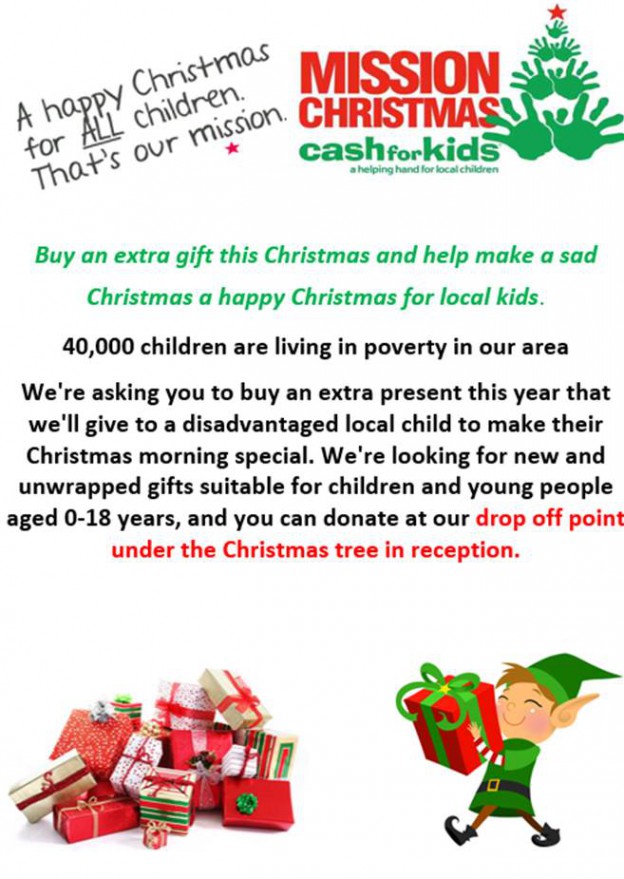 A happy Christmas
for ALL children.
That's our mission.
MISSION
CHRISTMAS
cash for kids
a helping hand for local children
Buy an extra gift this Christmas and help make a sad
Christmas a happy Christmas for local kids.
40,000 children are living in poverty in our area
We're asking you to buy an extra present this year that
we'll give to a disadvantaged local child to make their
Christmas morning special. We're looking for new and
unwrapped gifts suitable for children and young people
aged 0-18 years, and you can donate at our drop off point
under the Christmas tree in reception.